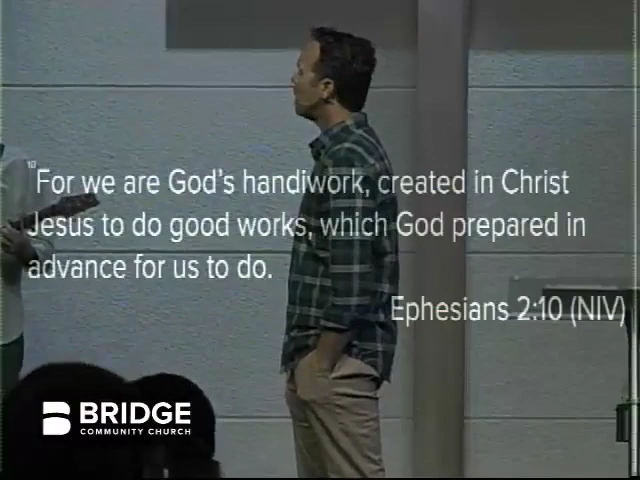 10
For we are God's handiwork, created in Christ
Jesus to do good works, which God prepared in
advance for us to do.
Ephesians 2:10 (NIV)
BRIDGE
COMMUNITY CHURCH